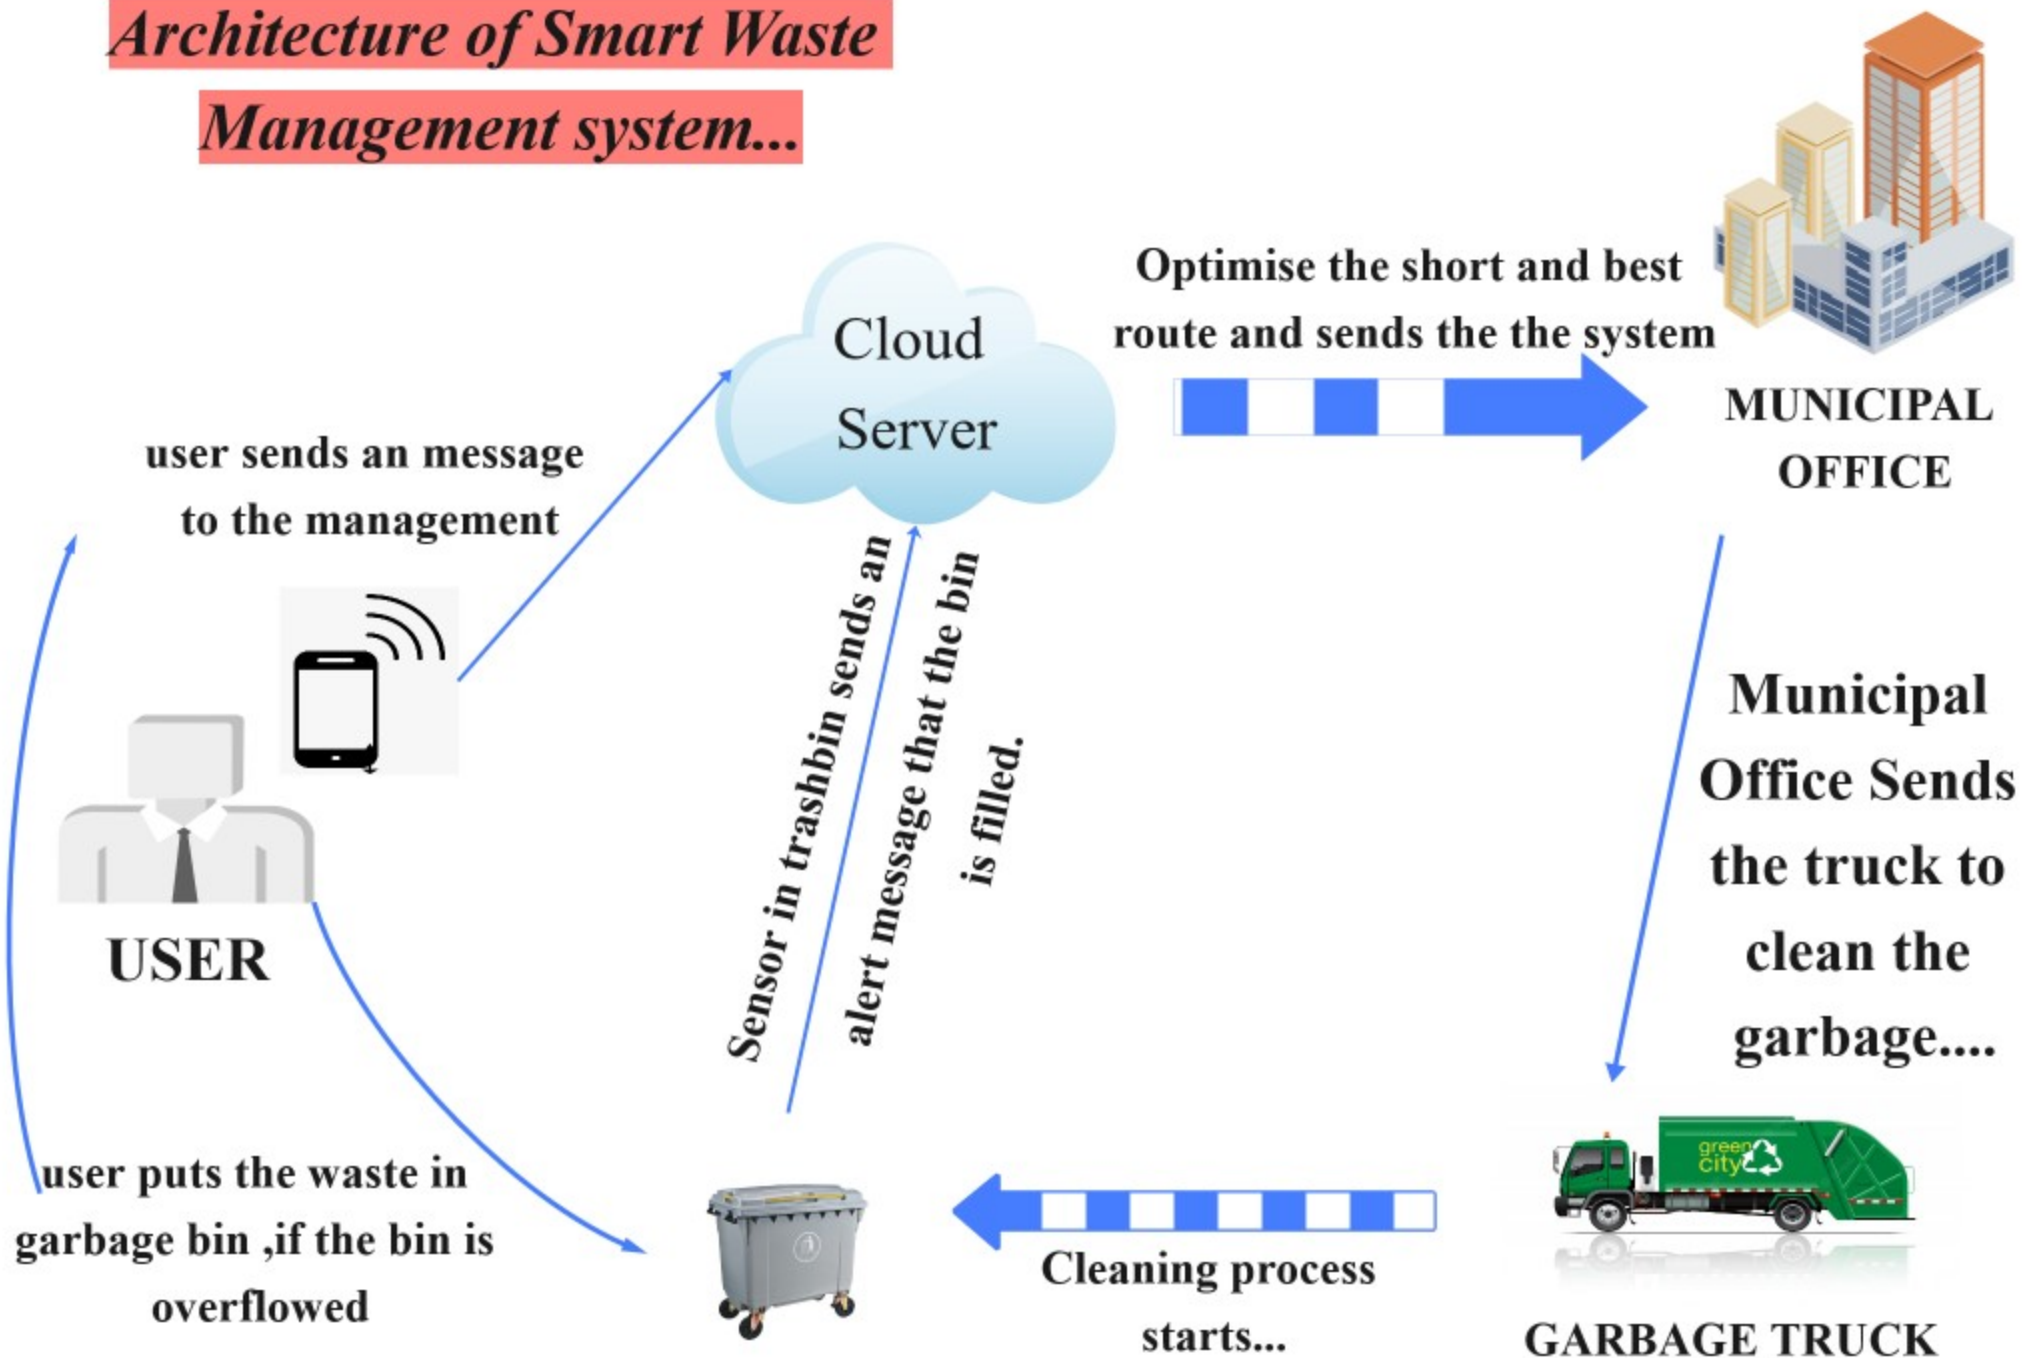 Architecture of Smart Waste
Management system...
Cloud
Server
Optimise the short and best
route and sends the the system
MUNICIPAL
OFFICE
user sends an message
to the management
Sensor in trashbin sends an
alert message that the bin
is filled.
Municipal
Office Sends
the truck to
clean the
garbage....
USER
user puts the waste in
garbage bin ,if the bin is
overflowed
Cleaning process
starts...
green
city
GARBAGE TRUCK